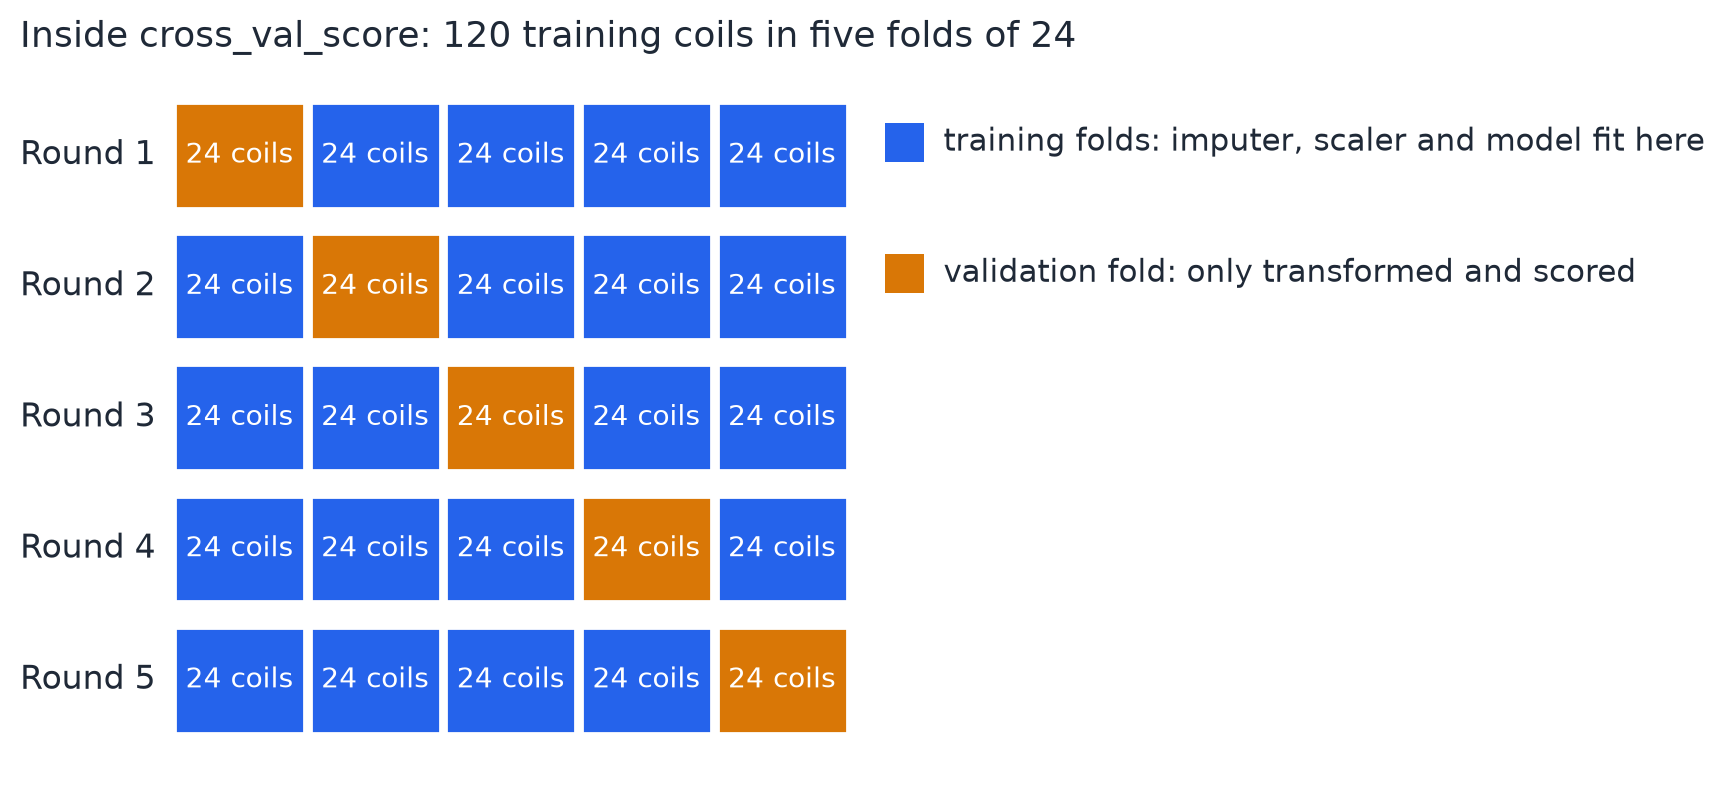 Inside cross_val_score: 120 training coils in five folds of 24
Round 1 24 coils 24 coils 24 coils 24 coils 24 coils
training folds: imputer, scaler and model fit here
Round 2 24 coils 24 coils 24 coils 24 coils 24 coils
validation fold: only transformed and scored
Round 3 24 coils 24 coils 24 coils 24 coils 24 coils
Round 4 24 coils 24 coils 24 coils 24 coils 24 coils
Round 5 24 coils 24 coils 24 coils 24 coils 24 coils